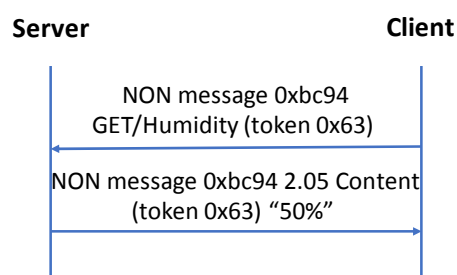 Server
Client
NON message 0xbc94
GET/Humidity (token 0x63)
NON message 0xbc94 2.05 Content
(token 0x63) “50%”